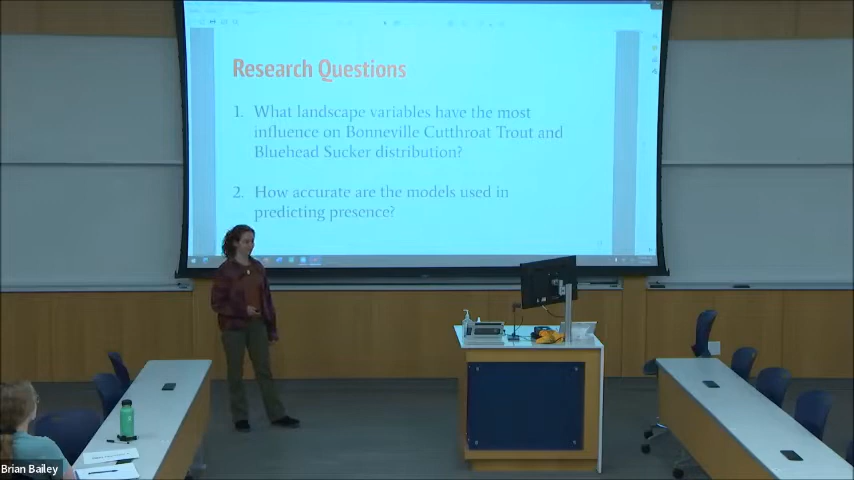 Research Questions
1. What landscape variables have the most
influence on Bonneville Cutthroat Trout and
Bluehead Sucker distribution?
2. How accurate are the models used in
predicting presence?
Brian Bailey